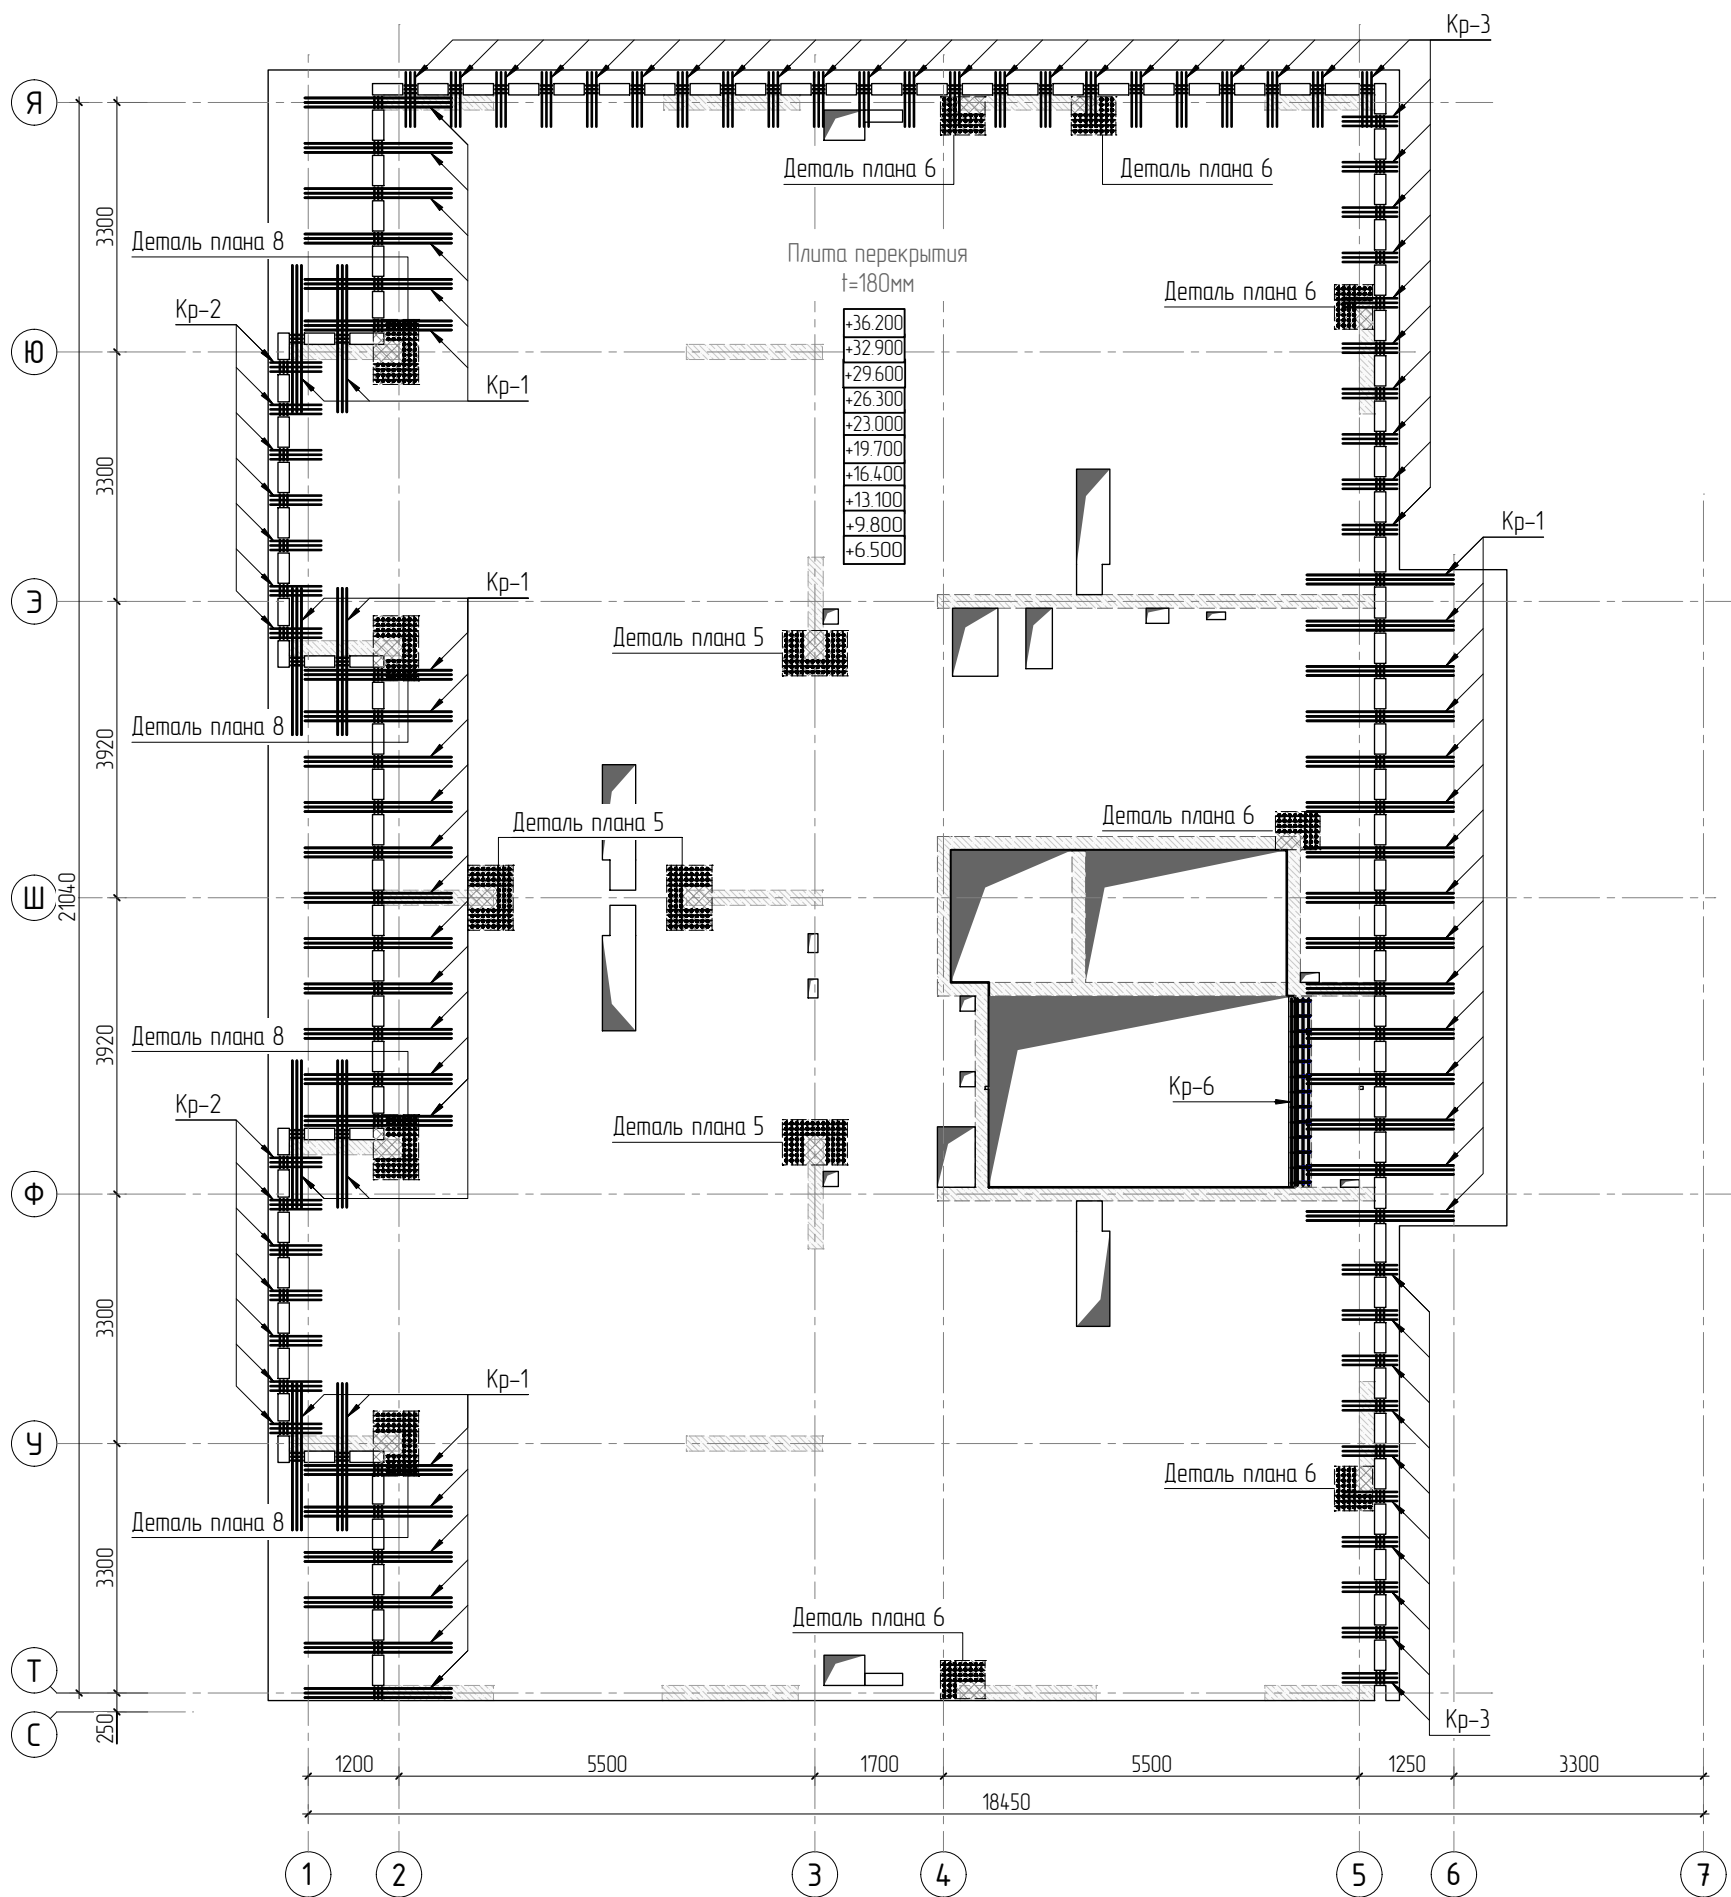 Кр-3
Я
Деталь плана 6
Деталь плана 6
3300
Деталь плана 8
Плита перекрытия
t=180мм
Деталь плана 6
Кр-2
+36.200
+32.900
+29.600
+26.300
+23.000
+19.700
+16.400
+13.100
+9.800
+6.500
Ю
Кр-1
3300
Кр-1
Кр-1
Э
Деталь плана 5
Деталь плана 8
3920
Деталь плана 5
Деталь плана 6
Ш
21040
Деталь плана 8
3920
Кр-6
Кр-2
Деталь плана 5
Ф
3300
Кр-1
У
Деталь плана 6
Деталь плана 8
3300
Деталь плана 6
Т
С
250
Кр-3
1200
5500
1700
5500
1250
3300
18450
1
2
3
4
5
6
7